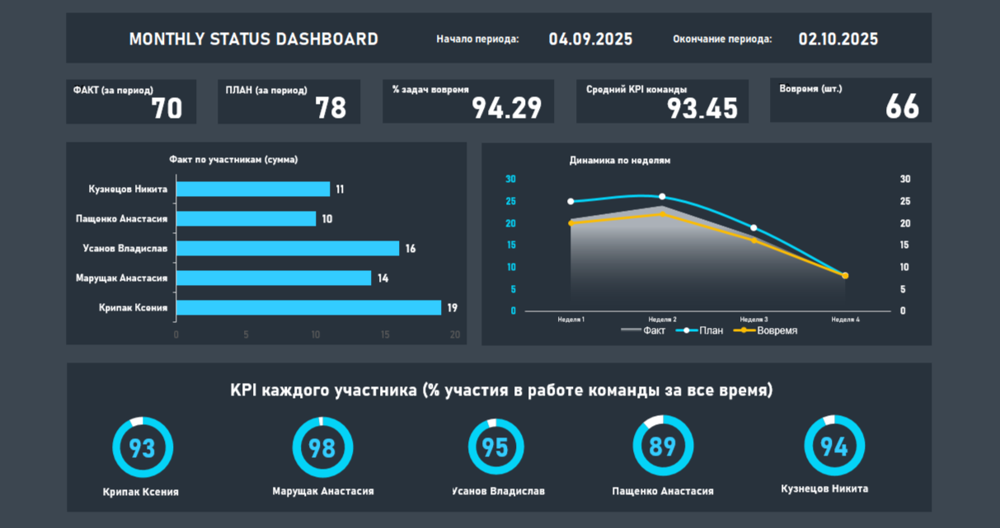 MONTHLY STATUS DASHBOARD
Начало периода: 04.09.2025
Окончание периода: 02.10.2025
ФАКТ (за период)
70
ПЛАН (за период)
78
% задач вовремя
94.29
Средний KPI команды
93.45
Вовремя (шт.)
66
Факт по участникам (сумма)
Кузнецов Никита 11
Пащенко Анастасия 10
Усанов Владислав 16
Марущак Анастасия 14
Крипак Ксения 19
0 5 10 15 20
Динамика по неделям
30 30
25 25
20 20
15 15
10 10
5 5
0 0
Неделя 1 Неделя 2 Неделя 3 Неделя 4
Факт План Вовремя
KPI каждого участника (% участия в работе команды за все время)
93 98 95 89 94
Крипак Ксения Марущак Анастасия Усанов Владислав Пащенко Анастасия Кузнецов Никита